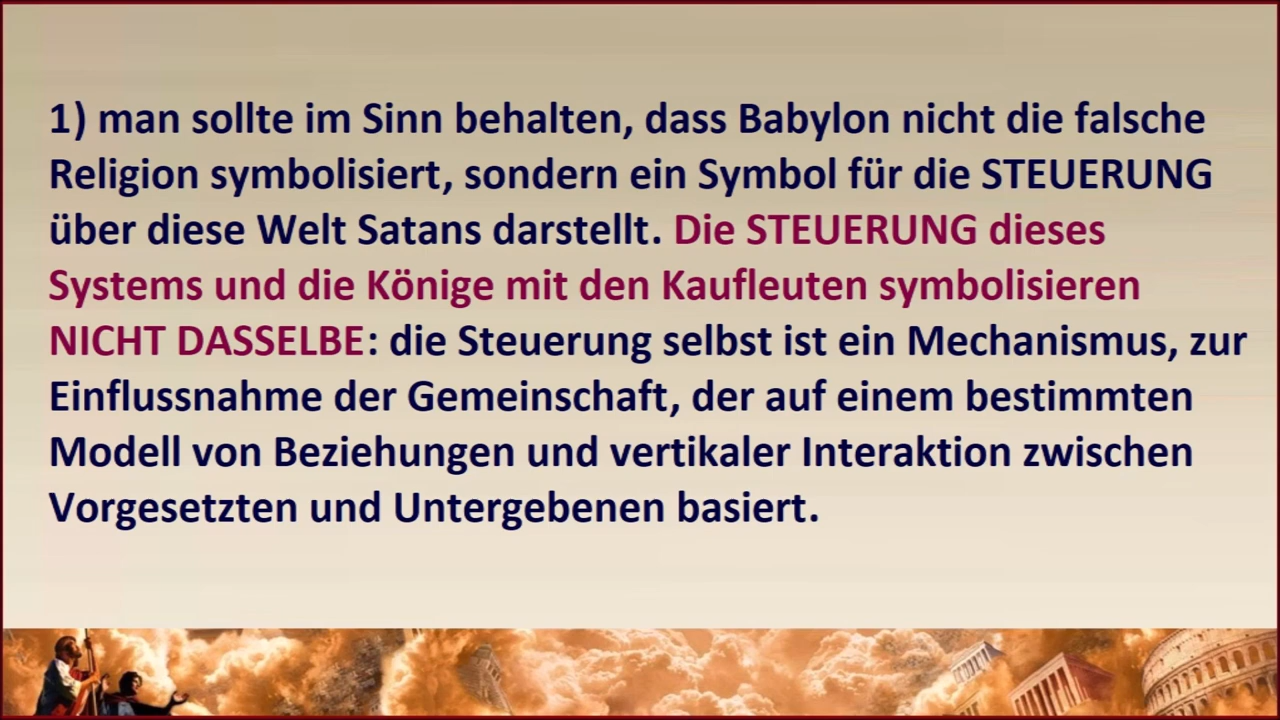 1) man sollte im Sinn behalten, dass Babylon nicht die falsche
Religion symbolisiert, sondern ein Symbol für die STEUERUNG
über diese Welt Satans darstellt. Die STEUERUNG dieses
Systems und die Könige mit den Kaufleuten symbolisieren
NICHT DASSELBE: die Steuerung selbst ist ein Mechanismus, zur
Einflussnahme der Gemeinschaft, der auf einem bestimmten
Modell von Beziehungen und vertikaler Interaktion zwischen
Vorgesetzten und Untergebenen basiert.